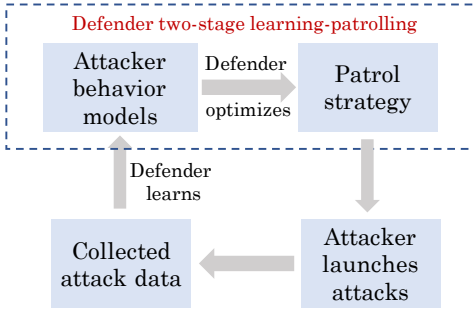 Defender two-stage learning-patrolling
Attacker
behavior
models
Defender
optimizes
Patrol
strategy
Defender
learns
Collected
attack data
Attacker
launches
attacks